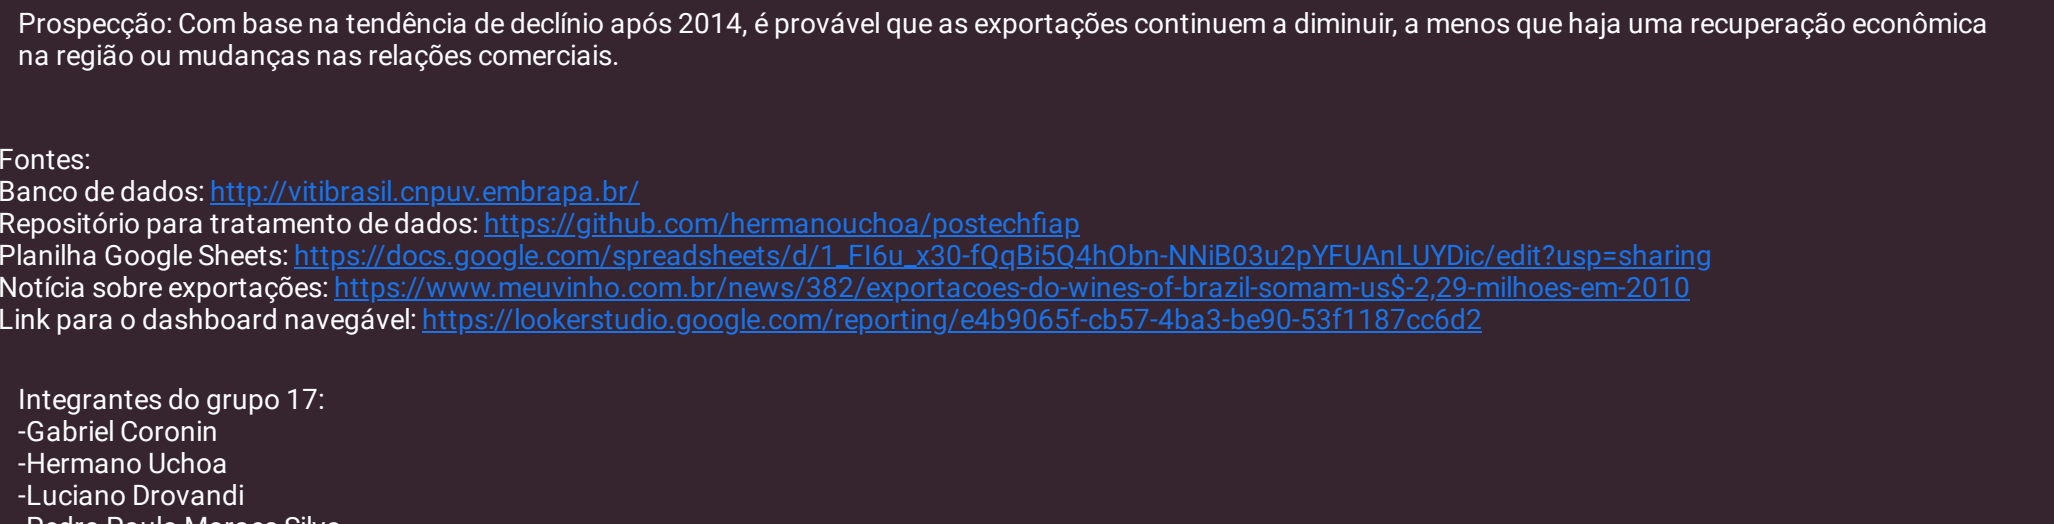 Prospecção: Com base na tendência de declínio após 2014, é provável que as exportações continuem a diminuir, a menos que haja uma recuperação econômica
na região ou mudanças nas relações comerciais.
Fontes:
Banco de dados: http://vitibrasil.cnpuv.embrapa.br/
Repositório para tratamento de dados: https://github.com/hermanouchoa/postechfiap
Planilha Google Sheets: https://docs.google.com/spreadsheets/d/1_FI6u_x30-fQqBi5Q4hObn-NNiB03u2pYFUAnLUYDic/edit?usp=sharing
Notícia sobre exportações: https://www.meuvinho.com.br/news/382/exportacoes-do-wines-of-brazil-somam-us$-2,29-milhoes-em-2010
Link para o dashboard navegável: https://lookerstudio.google.com/reporting/e4b9065f-cb57-4ba3-be90-53f1187cc6d2
Integrantes do grupo 17:
-Gabriel Coronin
-Hermano Uchoa
-Luciano Drovandi
-Pedro Paulo Moraes Silva